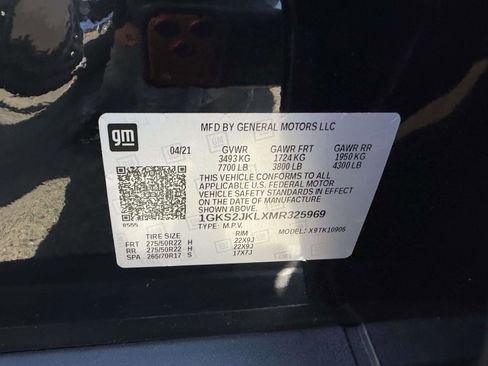 gm
MFD BY GENERAL MOTORS LLC
04/21 GVWR GAWR FRT GAWR RR
3493 KG 1724 KG 1950 KG
7700 LB 3800 LB 4300 LB
THIS VEHICLE CONFORMS TO ALL
APPLICABLE U.S. FEDERAL MOTOR
VEHICLE SAFETY STANDARDS IN EFFECT
ON THE DATE OF MANUFACTURE
SHOWN ABOVE.
1GKS2JKLXMR325969
TYPE: M.P.V. MODEL: X9TK10906
TIRE SIZE RIM
FRT 275/50R22 H 22X9J
RR 275/50R22 H 22X9J
SPA 265/70R17 S 17X7J